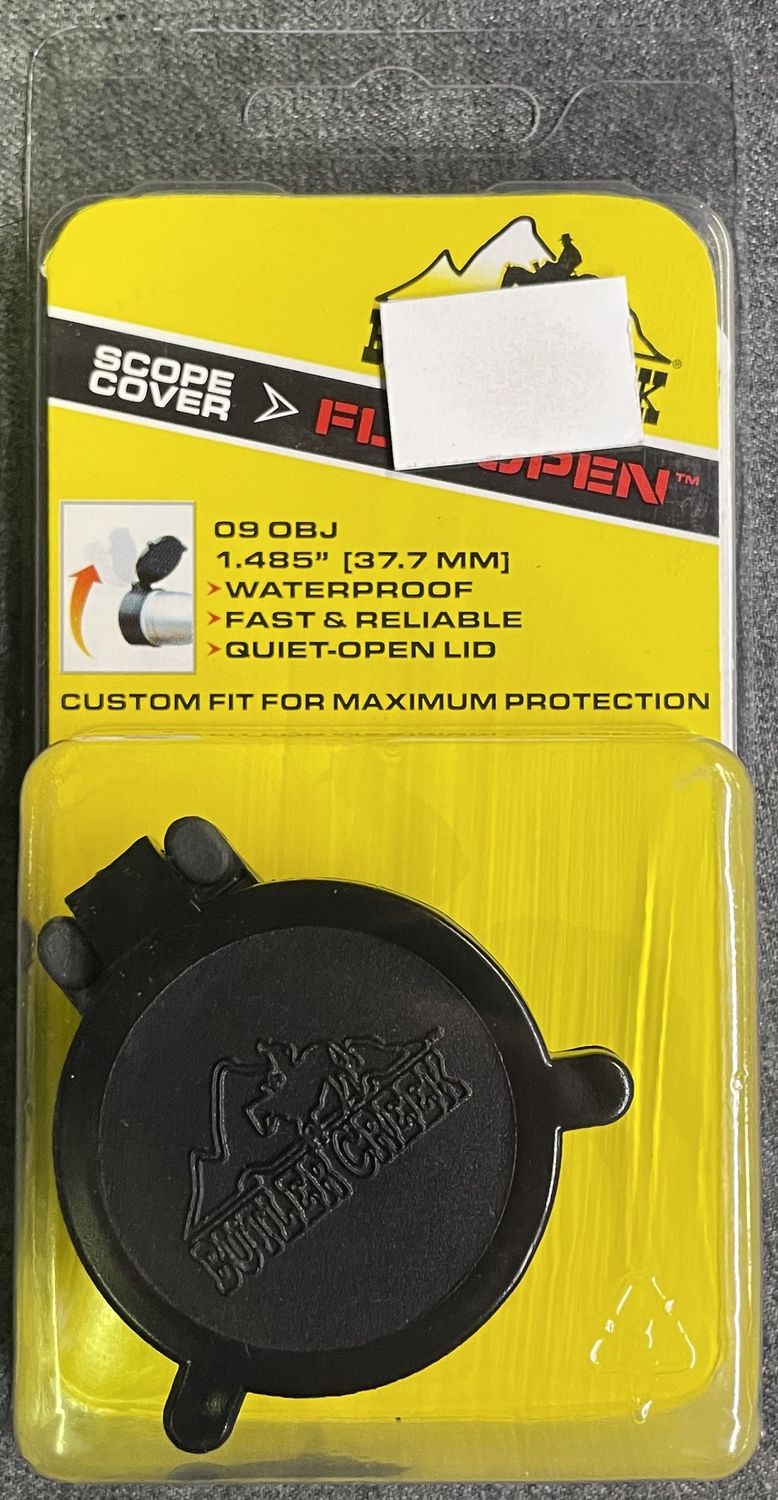 SCOPE
COVER
OPEN™
09 OBJ
1.485" [37.7 MM]
WATERPROOF
FAST & RELIABLE
QUIET-OPEN LID
CUSTOM FIT FOR MAXIMUM PROTECTION
BUTLER CREEK